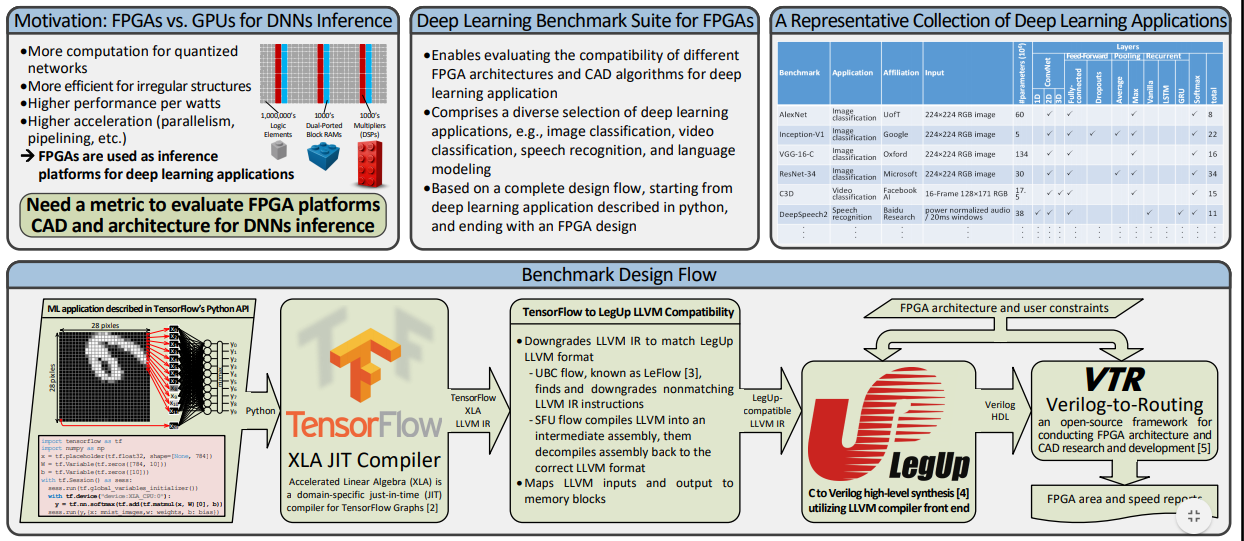 Motivation: FPGAs vs. GPUs for DNNs Inference
•More computation for quantized
networks
•More efficient for irregular structures
•Higher performance per watts
•Higher acceleration (parallelism,
pipelining, etc.)
➔ FPGAs are used as inference
platforms for deep learning applications
1,000,000's
Logic
Elements
1000's
Dual-Ported
Block RAMs
1000's
Multipliers
(DSPs)
Need a metric to evaluate FPGA platforms
CAD and architecture for DNNs inference
Deep Learning Benchmark Suite for FPGAs
•Enables evaluating the compatibility of different
FPGA architectures and CAD algorithms for deep
learning application
•Comprises a diverse selection of deep learning
applications, e.g., image classification, video
classification, speech recognition, and language
modeling
•Based on a complete design flow, starting from
deep learning application described in python,
and ending with an FPGA design
A Representative Collection of Deep Learning Applications
Layers
ConvNet Feed-Forward Pooling Recurrent
Benchmark Application Affiliation Input #parameters (10⁶) 1D 2D 3D Fully-connected Dropouts Average Max Vanilla LSTM GRU Softmax total
AlexNet Image classification UofT 224×224 RGB image 60 ✓ ✓ ✓ ✓ 8
Inception-V1 Image classification Google 224×224 RGB image 5 ✓ ✓ ✓ ✓ ✓ ✓ 22
VGG-16-C Image classification Oxford 224×224 RGB image 134 ✓ ✓ ✓ ✓ 16
ResNet-34 Image classification Microsoft 224×224 RGB image 30 ✓ ✓ ✓ ✓ ✓ 34
C3D Video classification Facebook AI 16-Frame 128×171 RGB 17.5 ✓ ✓ ✓ ✓ ✓ 15
DeepSpeech2 Speech recognition Baidu Research power normalized audio / 20ms windows 38 ✓ ✓ ✓ ✓ ✓ ✓ 11
Benchmark Design Flow
ML application described in TensorFlow's Python API
28 pixles
28 pixles
y₀
y₁
y₂
y₃
y₄
y₅
y₆
y₇
y₈
y₉
import tensorflow as tf
import numpy as np
x = tf.placeholder(tf.float32, shape=[None, 784])
W = tf.Variable(tf.zeros([784, 10]))
b = tf.Variable(tf.zeros([10]))
with tf.Session() as sess:
sess.run(tf.global_variables_initializer())
with tf.device("device:XLA_CPU:0"):
y = tf.nn.softmax(tf.add(tf.matmul(x, W)[0], b))
sess.run(y,{x: mnist_images,w: weights, b: bias})
Python
TensorFlow
XLA JIT Compiler
Accelerated Linear Algebra (XLA) is
a domain-specific just-in-time (JIT)
compiler for TensorFlow Graphs [2]
TensorFlow
XLA
LLVM IR
TensorFlow to LegUp LLVM Compatibility
•Downgrades LLVM IR to match LegUp
LLVM format
- UBC flow, known as LeFlow [3],
finds and downgrades nonmatching
LLVM IR instructions
- SFU flow compiles LLVM into an
intermediate assembly, them
decompiles assembly back to the
correct LLVM format
•Maps LLVM inputs and output to
memory blocks
LegUp-
compatible
LLVM IR
FPGA architecture and user constraints
LegUp
C to Verilog high-level synthesis [4]
utilizing LLVM compiler front end
Verilog
HDL
VTR
Verilog-to-Routing
an open-source framework for
conducting FPGA architecture and
CAD research and development [5]
FPGA area and speed reports